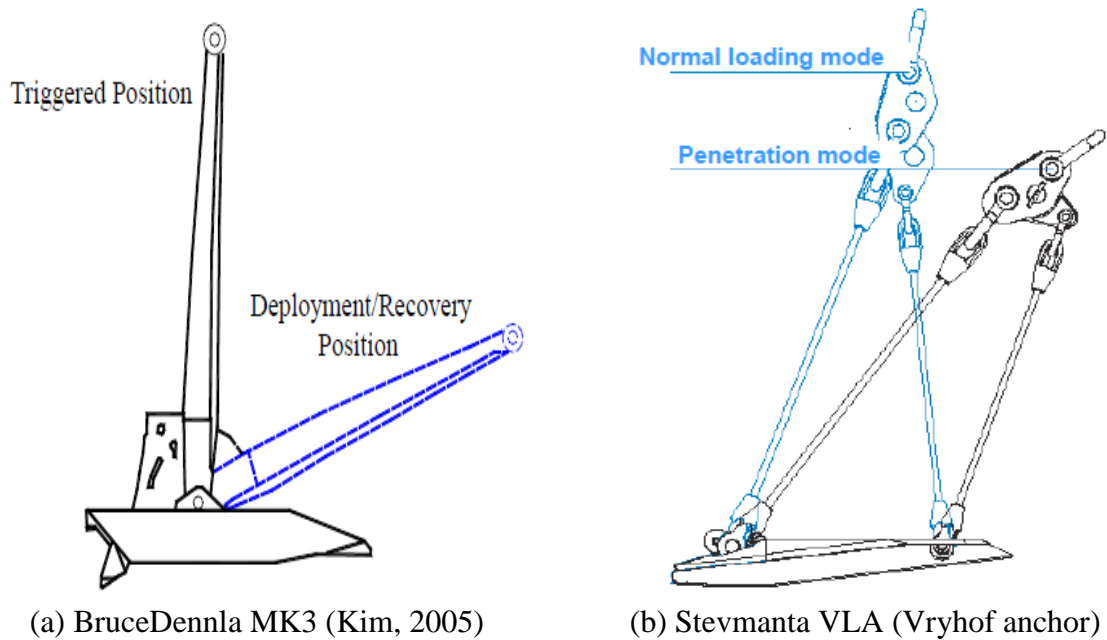 Triggered Position
Deployment/Recovery
Position
Normal loading mode
Penetration mode
(a) BruceDennla MK3 (Kim, 2005)
(b) Stevmanta VLA (Vryhof anchor)